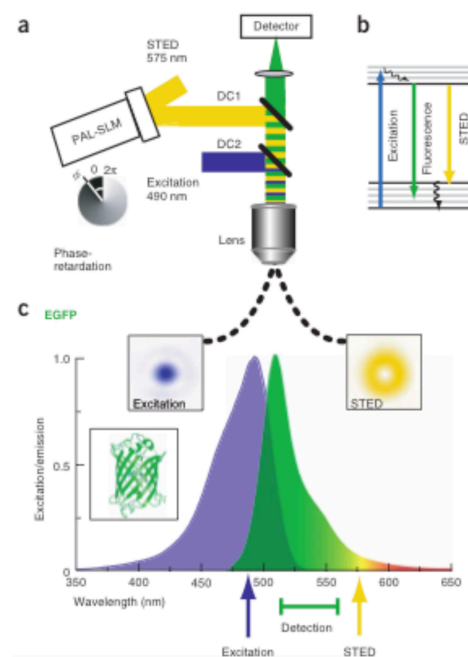 a
Detector
b
STED
575 nm
DC1
PAL-SLM
DC2
0 2π
Excitation
490 nm
Phase-
retardation
Lens
Excitation
Fluorescence
STED
c
EGFP
Excitation
STED
Excitation/emission
1.0
0.5
0
350 400 450 500 550 600 650
Wavelength (nm)
Detection
Excitation
STED